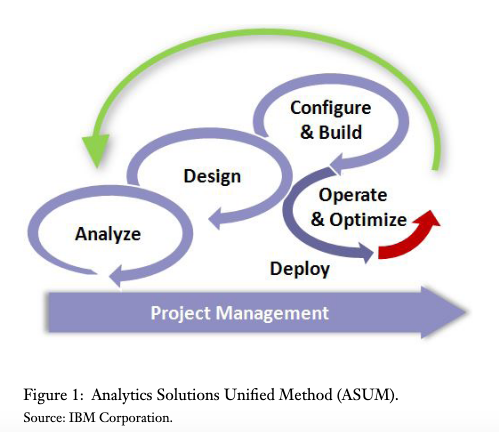 Configure
& Build
Design
Operate
& Optimize
Analyze
Deploy
Project Management
Figure 1:  Analytics Solutions Unified Method (ASUM).
Source: IBM Corporation.